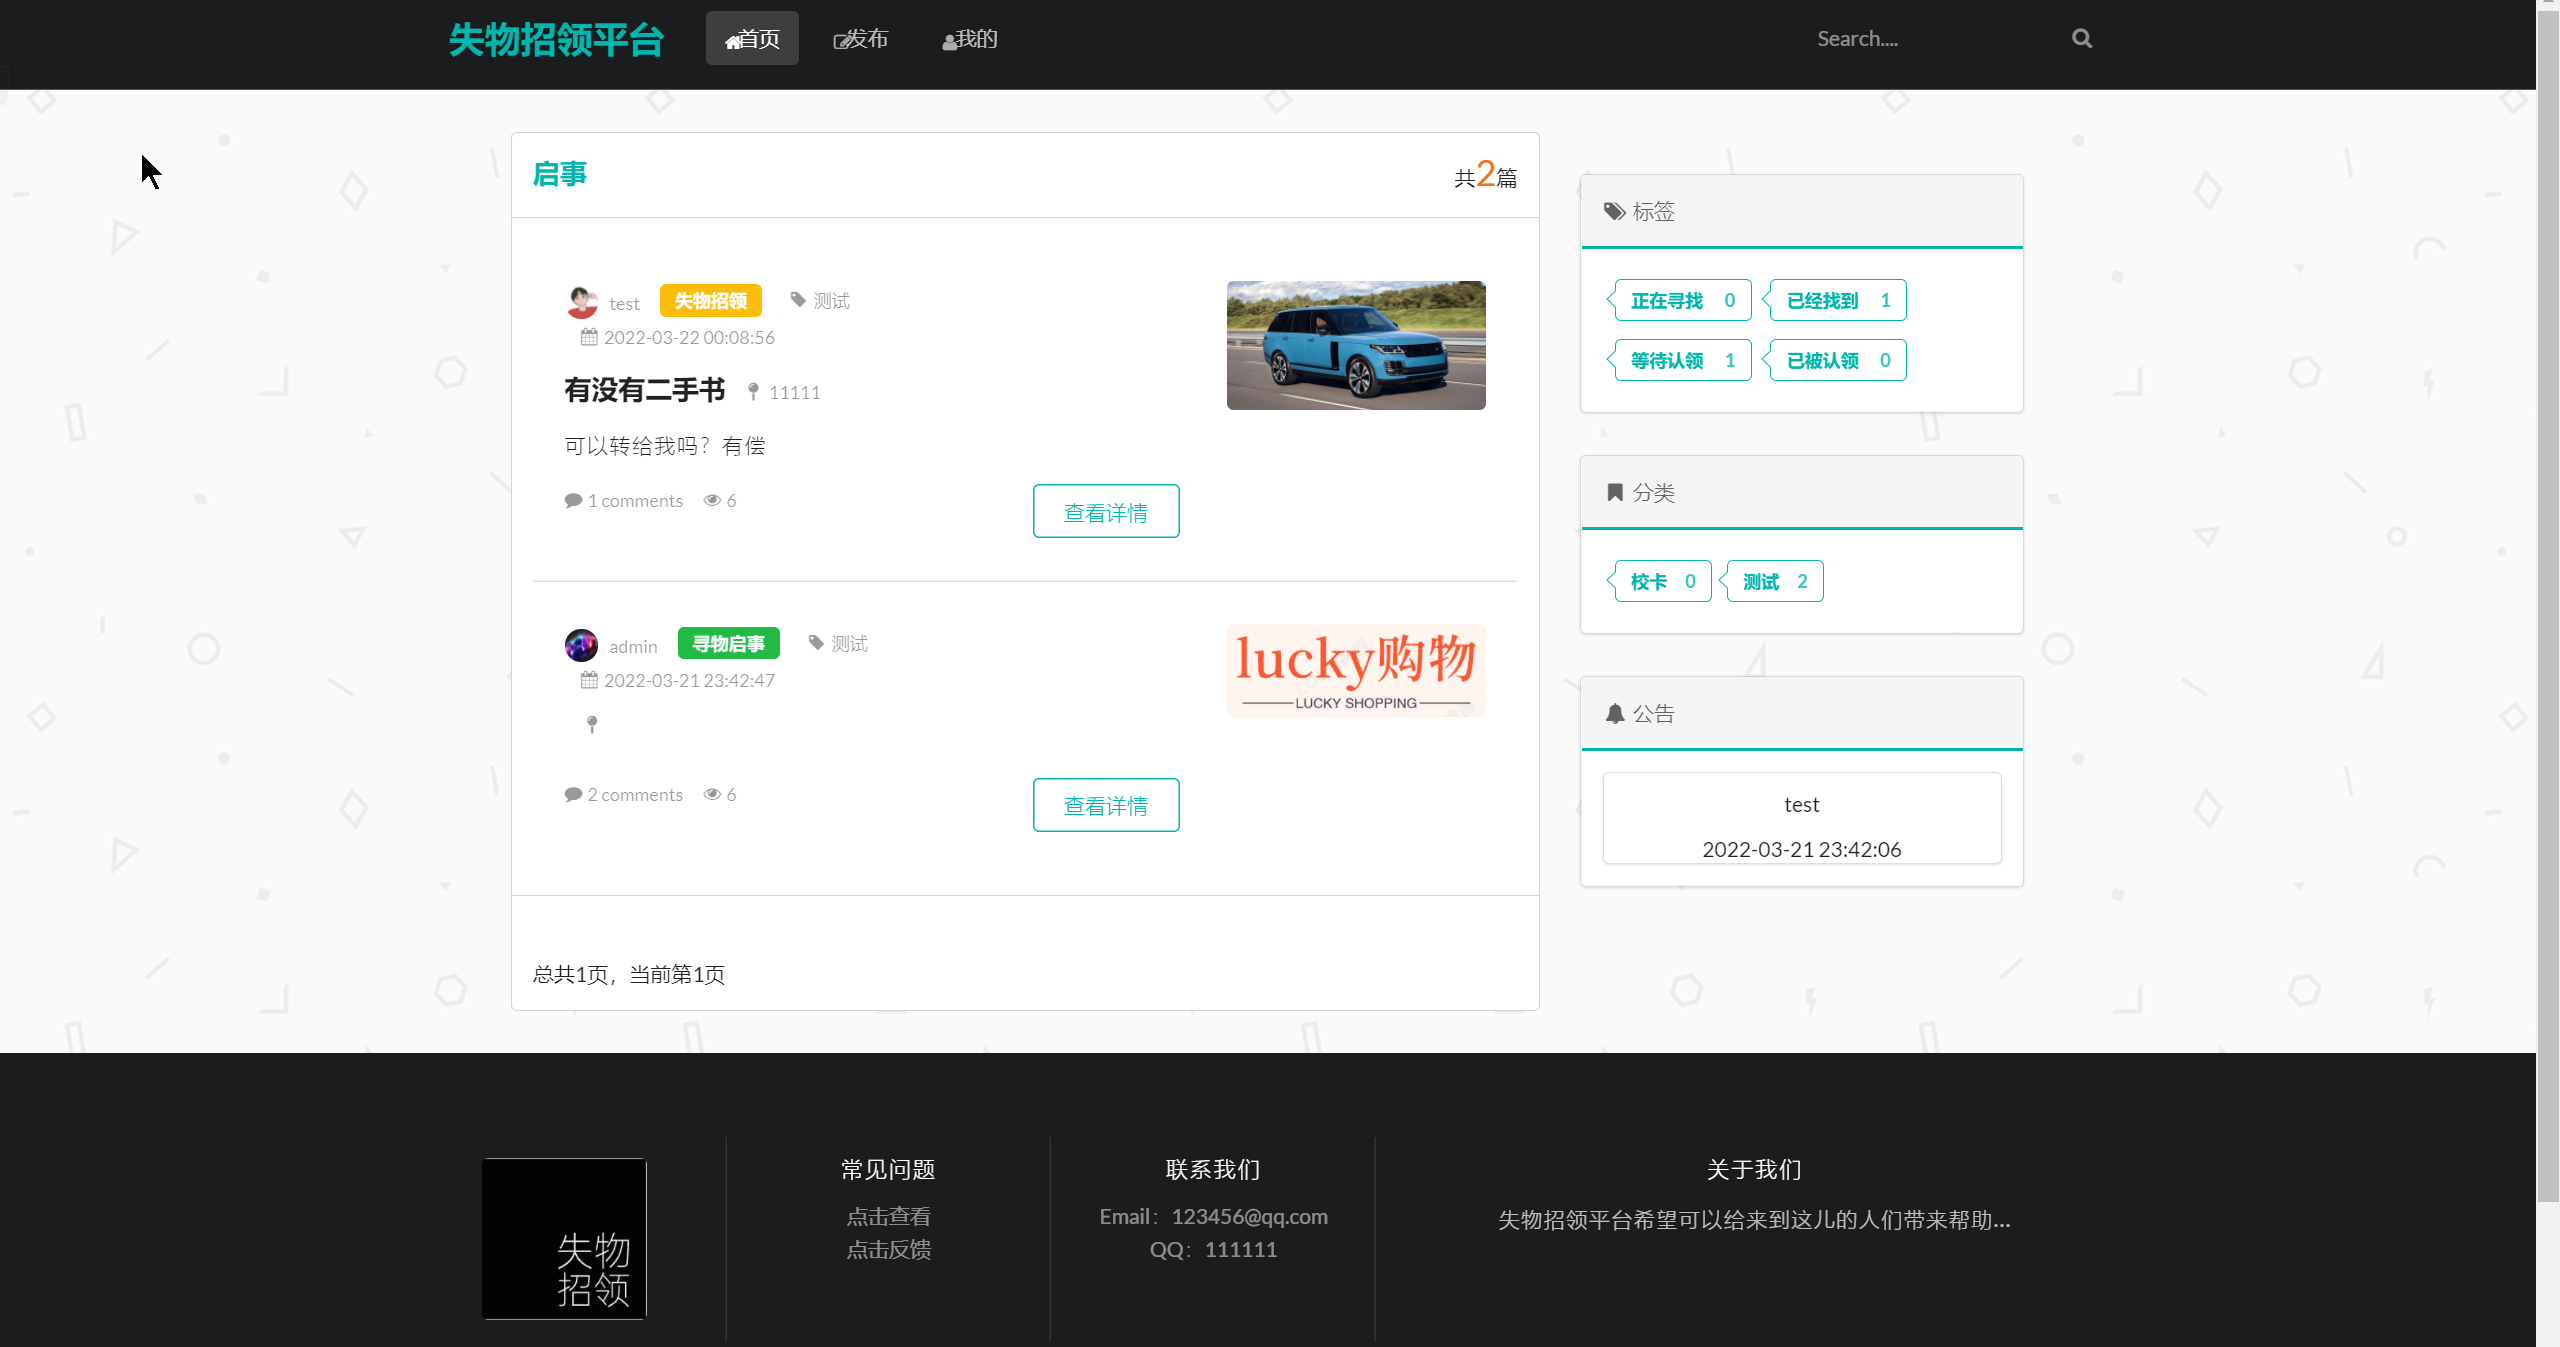 失物招领平台
首页
发布
我的
Search....
启事
共2篇
test 失物招领 测试
2022-03-22 00:08:56
有没有二手书 11111
可以转给我吗？有偿
1 comments 6
查看详情
admin 寻物启事 测试
2022-03-21 23:42:47
lucky购物
LUCKY SHOPPING
2 comments 6
查看详情
总共1页，当前第1页
标签
正在寻找 0
已经找到 1
等待认领 1
已被认领 0
分类
校卡 0
测试 2
公告
test
2022-03-21 23:42:06
失物
招领
常见问题
点击查看
点击反馈
联系我们
Email：123456@qq.com
QQ：111111
关于我们
失物招领平台希望可以给来到这儿的人们带来帮助...